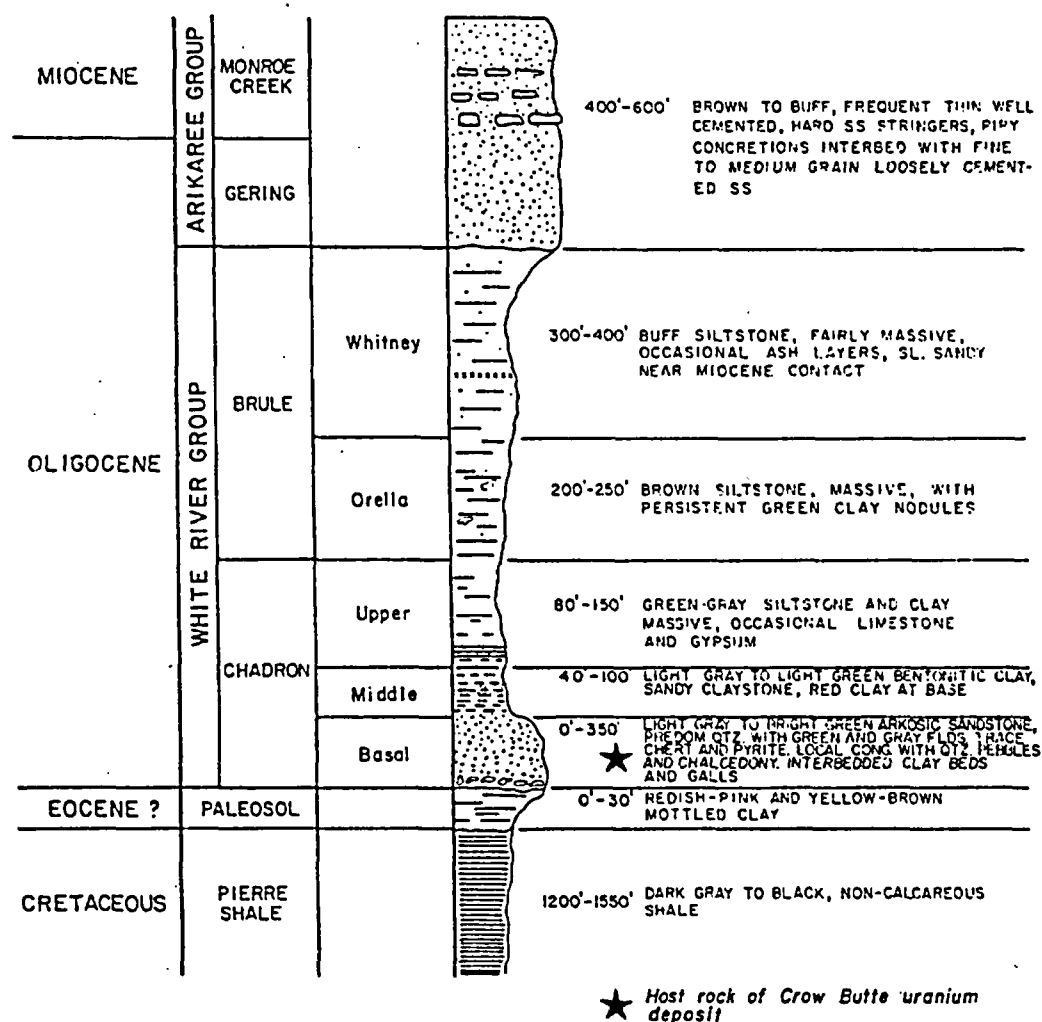 MIOCENE
ARIKAREE GROUP
MONROE
CREEK
400'-600' BROWN TO BUFF, FREQUENT THIN WELL
CEMENTED, HARD SS STRINGERS, PIPY
CONCRETIONS INTERBED WITH FINE
TO MEDIUM GRAIN LOOSELY CEMENT-
ED SS
GERING
OLIGOCENE
WHITE RIVER GROUP
BRULE
Whitney
300'-400' BUFF SILTSTONE, FAIRLY MASSIVE,
OCCASIONAL ASH LAYERS, SL. SANDY
NEAR MIOCENE CONTACT
Orella
200'-250' BROWN SILTSTONE, MASSIVE, WITH
PERSISTENT GREEN CLAY NODULES
CHADRON
Upper
80'-150' GREEN-GRAY SILTSTONE AND CLAY
MASSIVE, OCCASIONAL LIMESTONE
AND GYPSUM
Middle
40'-100' LIGHT GRAY TO LIGHT GREEN BENTONITIC CLAY,
SANDY CLAYSTONE, RED CLAY AT BASE
Basal
0'-350' LIGHT GRAY TO BRIGHT GREEN ARKOSIC SANDSTONE,
PREDOM QTZ. WITH GREEN AND GRAY FLDS TRACE
CHERT AND PYRITE. LOCAL CONG WITH QTZ. PEBBLES
AND CHALCEDONY. INTERBEDDED CLAY BEDS
AND GALLS
EOCENE ?
PALEOSOL
0'-30' REDISH-PINK AND YELLOW-BROWN
MOTTLED CLAY
CRETACEOUS
PIERRE
SHALE
1200'-1550' DARK GRAY TO BLACK, NON-CALCAREOUS
SHALE
★ Host rock of Crow Butte uranium
deposit